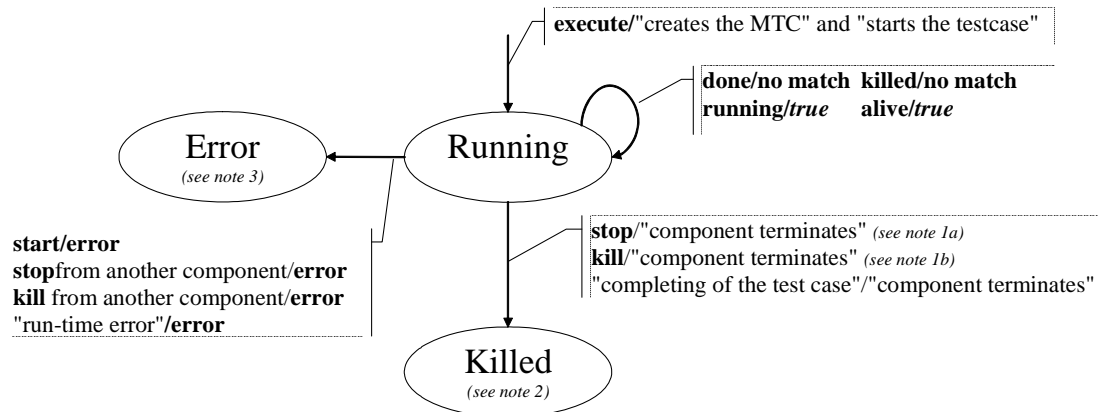 execute/"creates the MTC" and "starts the testcase"
done/no match killed/no match
running/true alive/true
Error
(see note 3)
Running
start/error
stopfrom another component/error
kill from another component/error
"run-time error"/error
stop/"component terminates" (see note 1a)
kill/"component terminates" (see note 1b)
"completing of the test case"/"component terminates"
Killed
(see note 2)